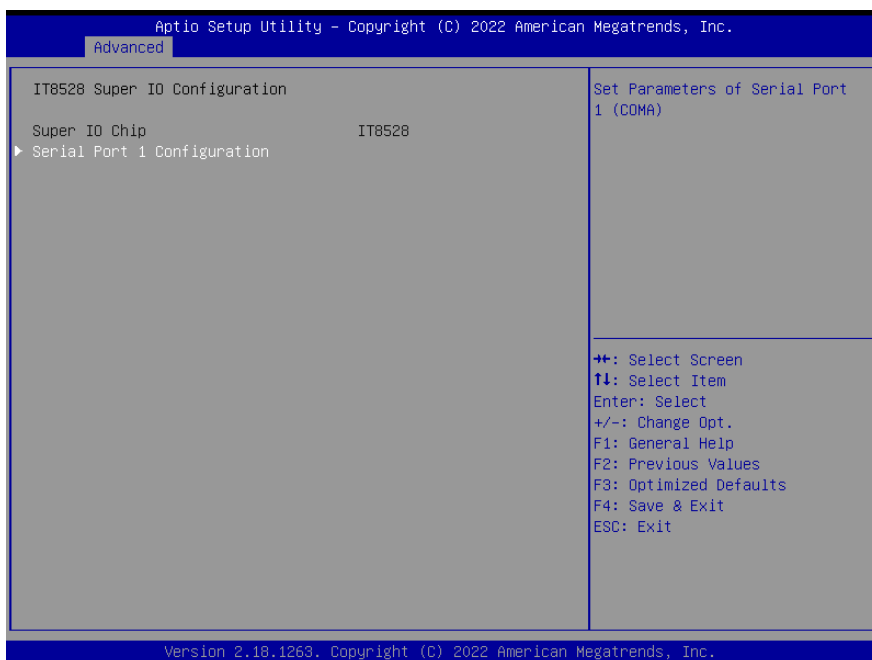 Aptio Setup Utility – Copyright (C) 2022 American Megatrends, Inc.
Advanced
IT8528 Super IO Configuration
Super IO Chip IT8528
▶ Serial Port 1 Configuration
Set Parameters of Serial Port
1 (COMA)
→←: Select Screen
↑↓: Select Item
Enter: Select
+/-: Change Opt.
F1: General Help
F2: Previous Values
F3: Optimized Defaults
F4: Save & Exit
ESC: Exit
Version 2.18.1263. Copyright (C) 2022 American Megatrends, Inc.